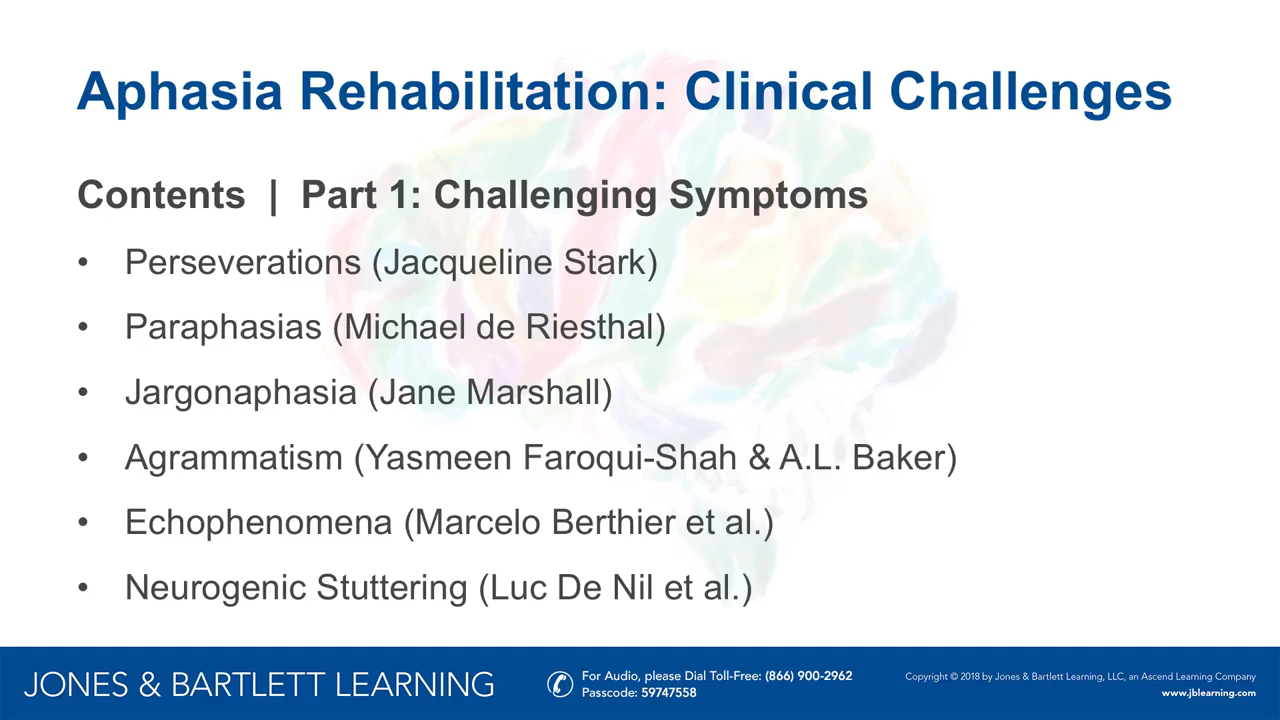 Aphasia Rehabilitation: Clinical Challenges
Contents | Part 1: Challenging Symptoms
• Perseverations (Jacqueline Stark)
• Paraphasias (Michael de Riesthal)
• Jargonaphasia (Jane Marshall)
• Agrammatism (Yasmeen Faroqui-Shah & A.L. Baker)
• Echophenomena (Marcelo Berthier et al.)
• Neurogenic Stuttering (Luc De Nil et al.)
JONES & BARTLETT LEARNING
For Audio, please Dial Toll-Free: (866) 900-2962
Passcode: 59747558
Copyright © 2018 by Jones & Bartlett Learning, LLC, an Ascend Learning Company
www.jblearning.com